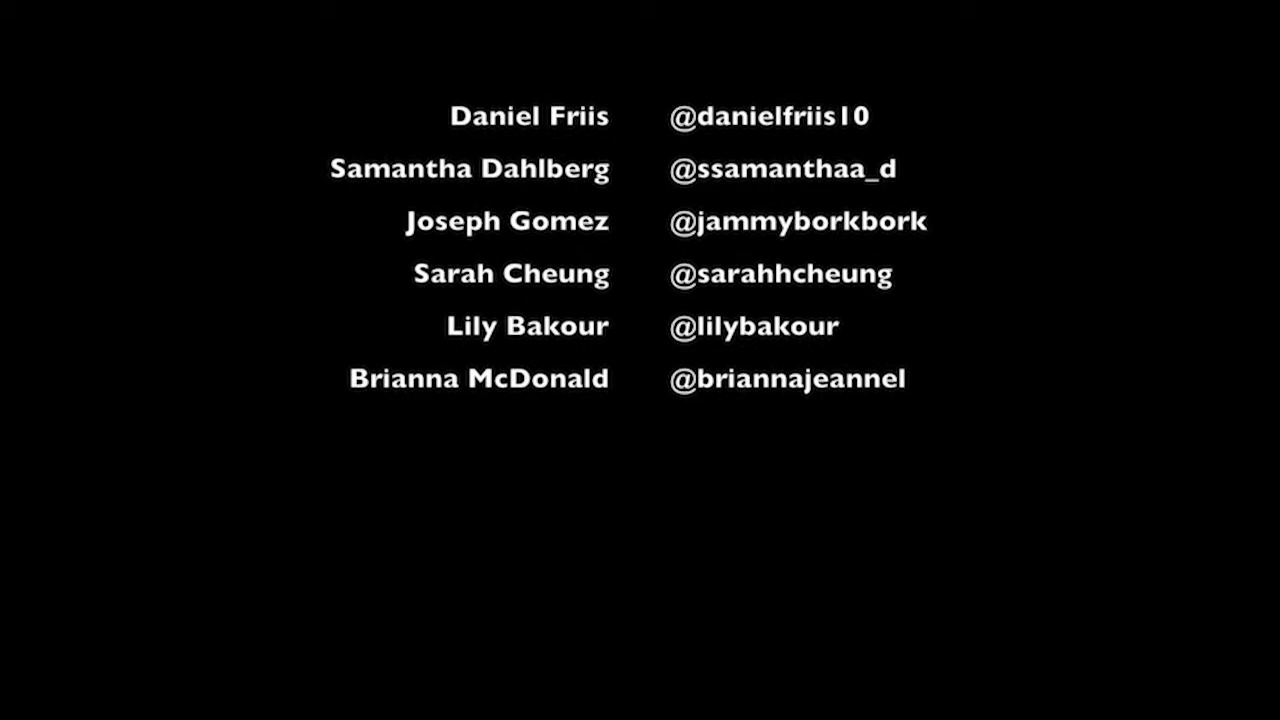 Daniel Friis @danielfriis10
Samantha Dahlberg @ssamanthaa_d
Joseph Gomez @jammyborkbork
Sarah Cheung @sarahhcheung
Lily Bakour @lilybakour
Brianna McDonald @briannajeannel